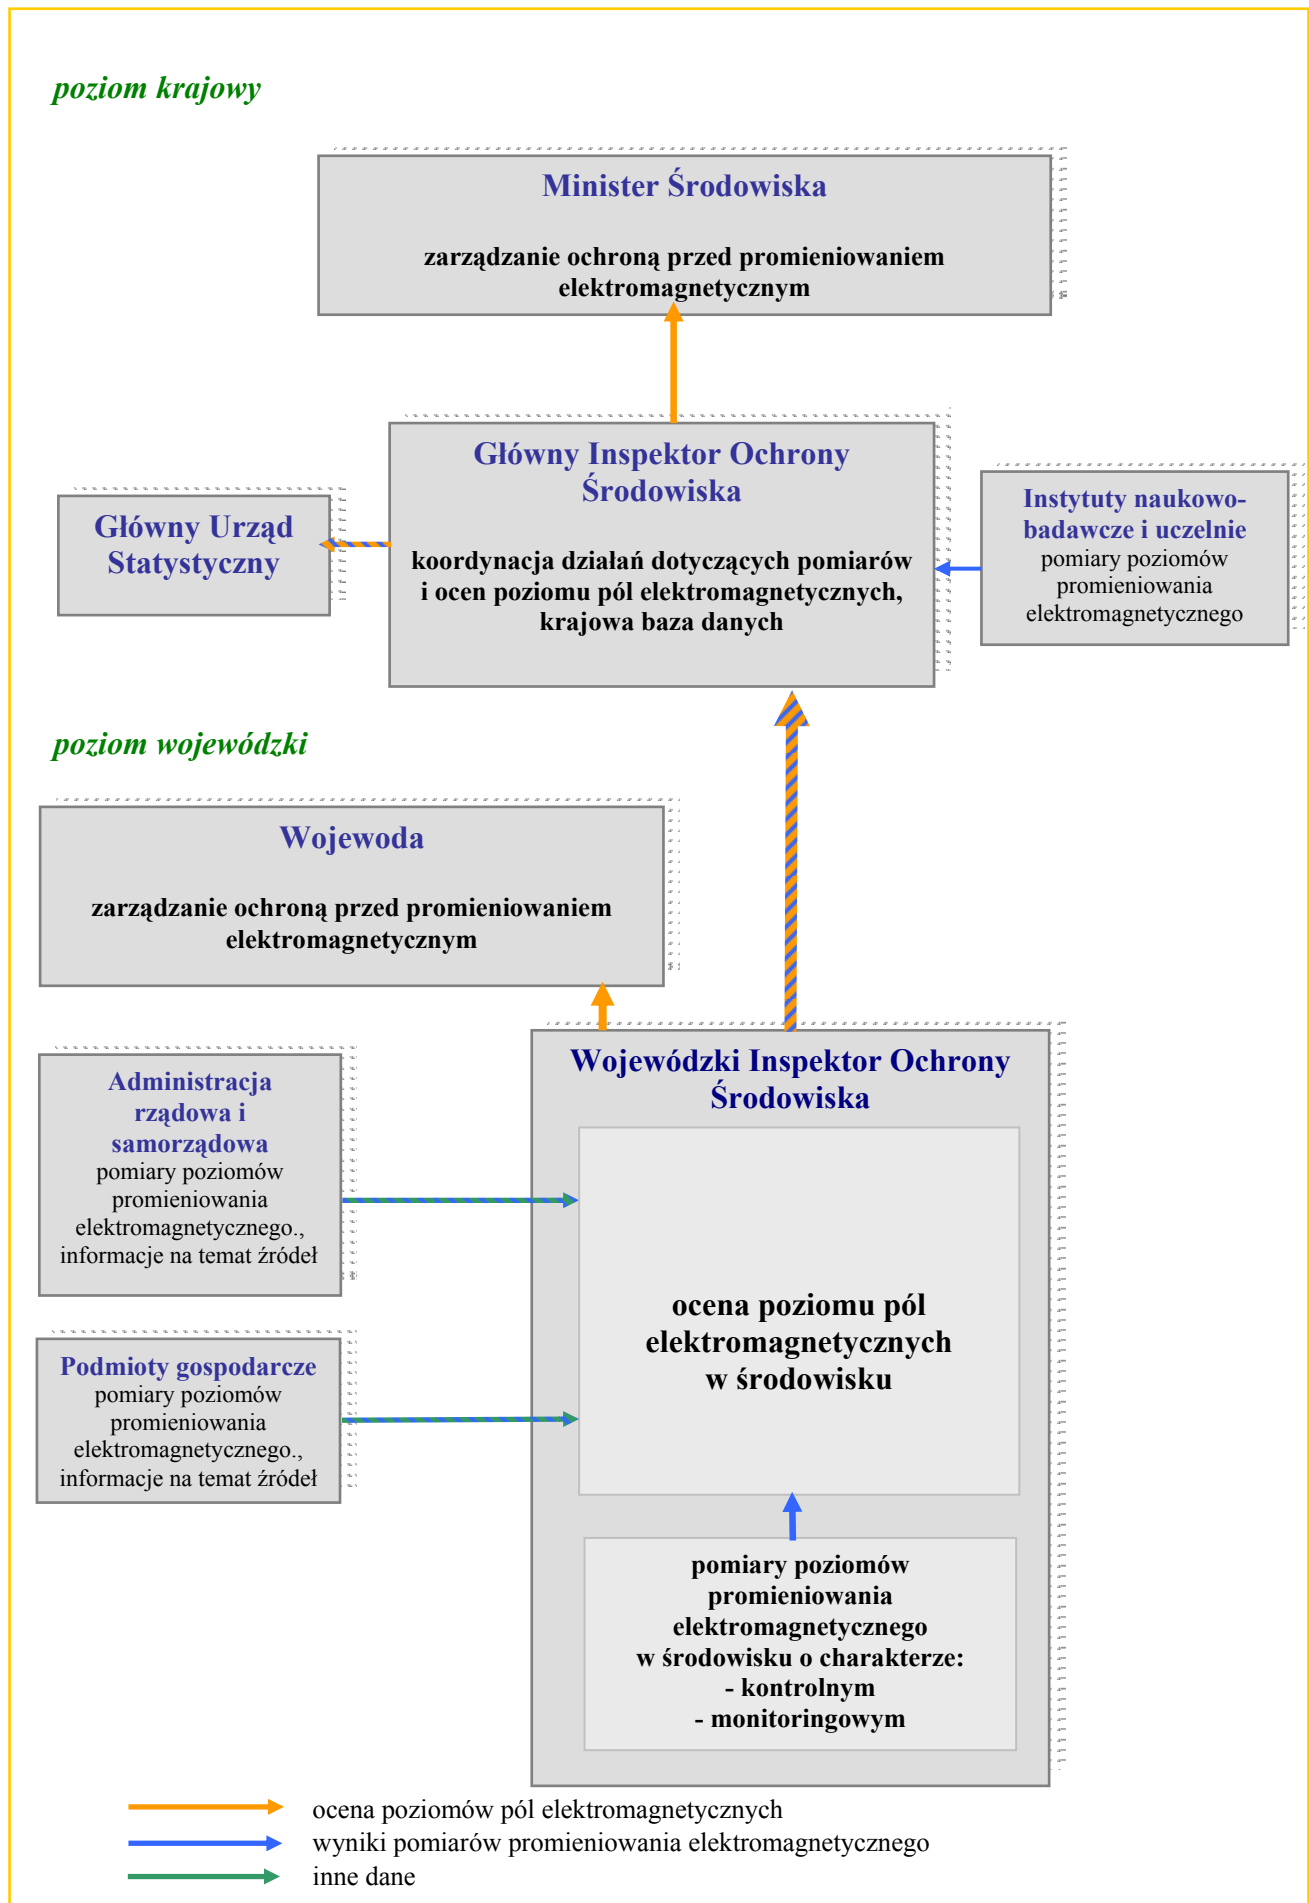 poziom krajowy
Minister Środowiska
zarządzanie ochroną przed promieniowaniem
elektromagnetycznym
Główny Inspektor Ochrony
Środowiska
koordynacja działań dotyczących pomiarów
i ocen poziomu pól elektromagnetycznych,
krajowa baza danych
Główny Urząd
Statystyczny
Instytuty naukowo-
badawcze i uczelnie
pomiary poziomów
promieniowania
elektromagnetycznego
poziom wojewódzki
Wojewoda
zarządzanie ochroną przed promieniowaniem
elektromagnetycznym
Administracja
rządowa i
samorządowa
pomiary poziomów
promieniowania
elektromagnetycznego.,
informacje na temat źródeł
Podmioty gospodarcze
pomiary poziomów
promieniowania
elektromagnetycznego.,
informacje na temat źródeł
Wojewódzki Inspektor Ochrony
Środowiska
ocena poziomu pól
elektromagnetycznych
w środowisku
pomiary poziomów
promieniowania
elektromagnetycznego
w środowisku o charakterze:
- kontrolnym
- monitoringowym
ocena poziomów pól elektromagnetycznych
wyniki pomiarów promieniowania elektromagnetycznego
inne dane